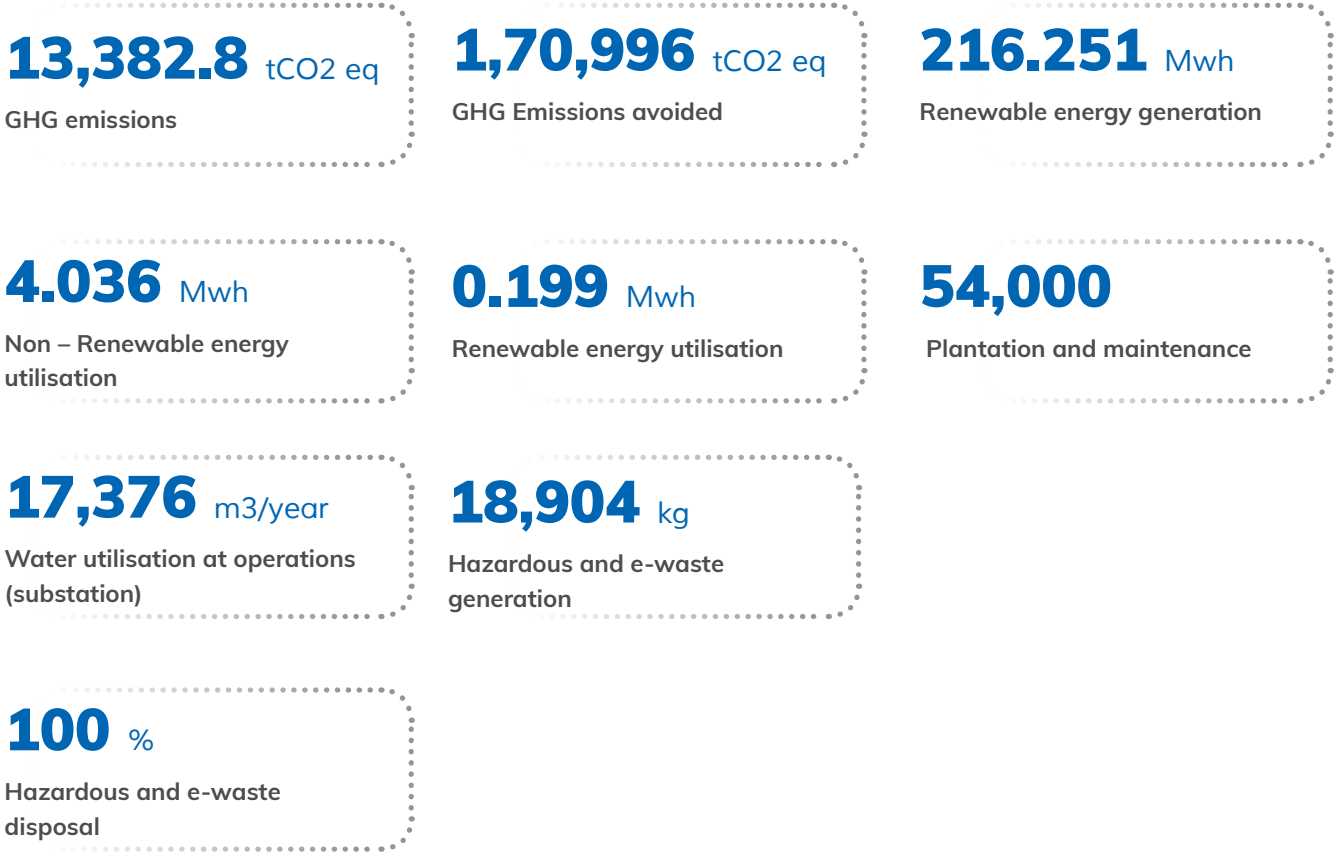 13,382.8 tCO2 eq
GHG emissions
1,70,996 tCO2 eq
GHG Emissions avoided
216.251 Mwh
Renewable energy generation
4.036 Mwh
Non – Renewable energy
utilisation
0.199 Mwh
Renewable energy utilisation
54,000
Plantation and maintenance
17,376 m3/year
Water utilisation at operations
(substation)
18,904 kg
Hazardous and e-waste
generation
100 %
Hazardous and e-waste
disposal